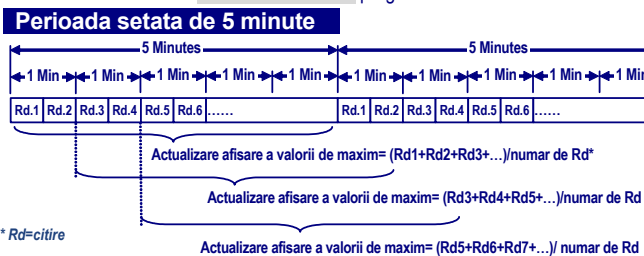 Perioada setata de 5 minute
5 Minutes 5 Minutes
1 Min 1 Min 1 Min 1 Min 1 Min 1 Min 1 Min 1 Min 1 Min
Rd.1 Rd.2 Rd.3 Rd.4 Rd.5 Rd.6 ...... Rd.1 Rd.2 Rd.3 Rd.4 Rd.5 Rd.6 ......
Actualizare afisare a valorii de maxim= (Rd1+Rd2+Rd3+...)/numar de Rd*
Actualizare afisare a valorii de maxim= (Rd3+Rd4+Rd5+...)/numar de Rd
* Rd=citire
Actualizare afisare a valorii de maxim= (Rd5+Rd6+Rd7+...)/ numar de Rd